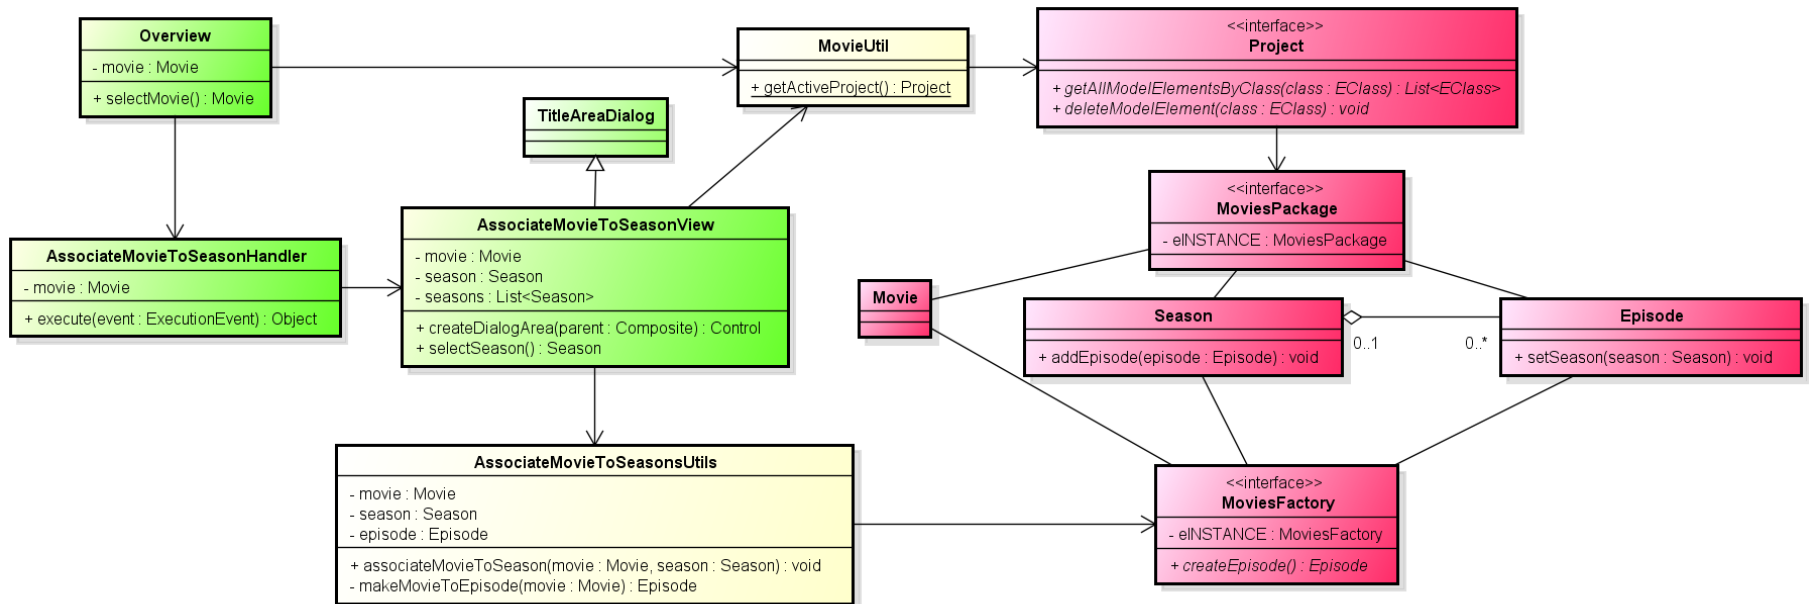 Overview
- movie : Movie
+ selectMovie() : Movie
MovieUtil
+ getActiveProject() : Project
<<interface>>
Project
+ getAllModelElementsByClass(class : EClass) : List<EClass>
+ deleteModelElement(class : EClass) : void
TitleAreaDialog
AssociateMovieToSeasonHandler
- movie : Movie
+ execute(event : ExecutionEvent) : Object
AssociateMovieToSeasonView
- movie : Movie
- season : Season
- seasons : List<Season>
+ createDialogArea(parent : Composite) : Control
+ selectSeason() : Season
<<interface>>
MoviesPackage
- eINSTANCE : MoviesPackage
Movie
Season
+ addEpisode(episode : Episode) : void
0..1
0..*
Episode
+ setSeason(season : Season) : void
AssociateMovieToSeasonsUtils
- movie : Movie
- season : Season
- episode : Episode
+ associateMovieToSeason(movie : Movie, season : Season) : void
- makeMovieToEpisode(movie : Movie) : Episode
<<interface>>
MoviesFactory
- eINSTANCE : MoviesFactory
+ createEpisode() : Episode